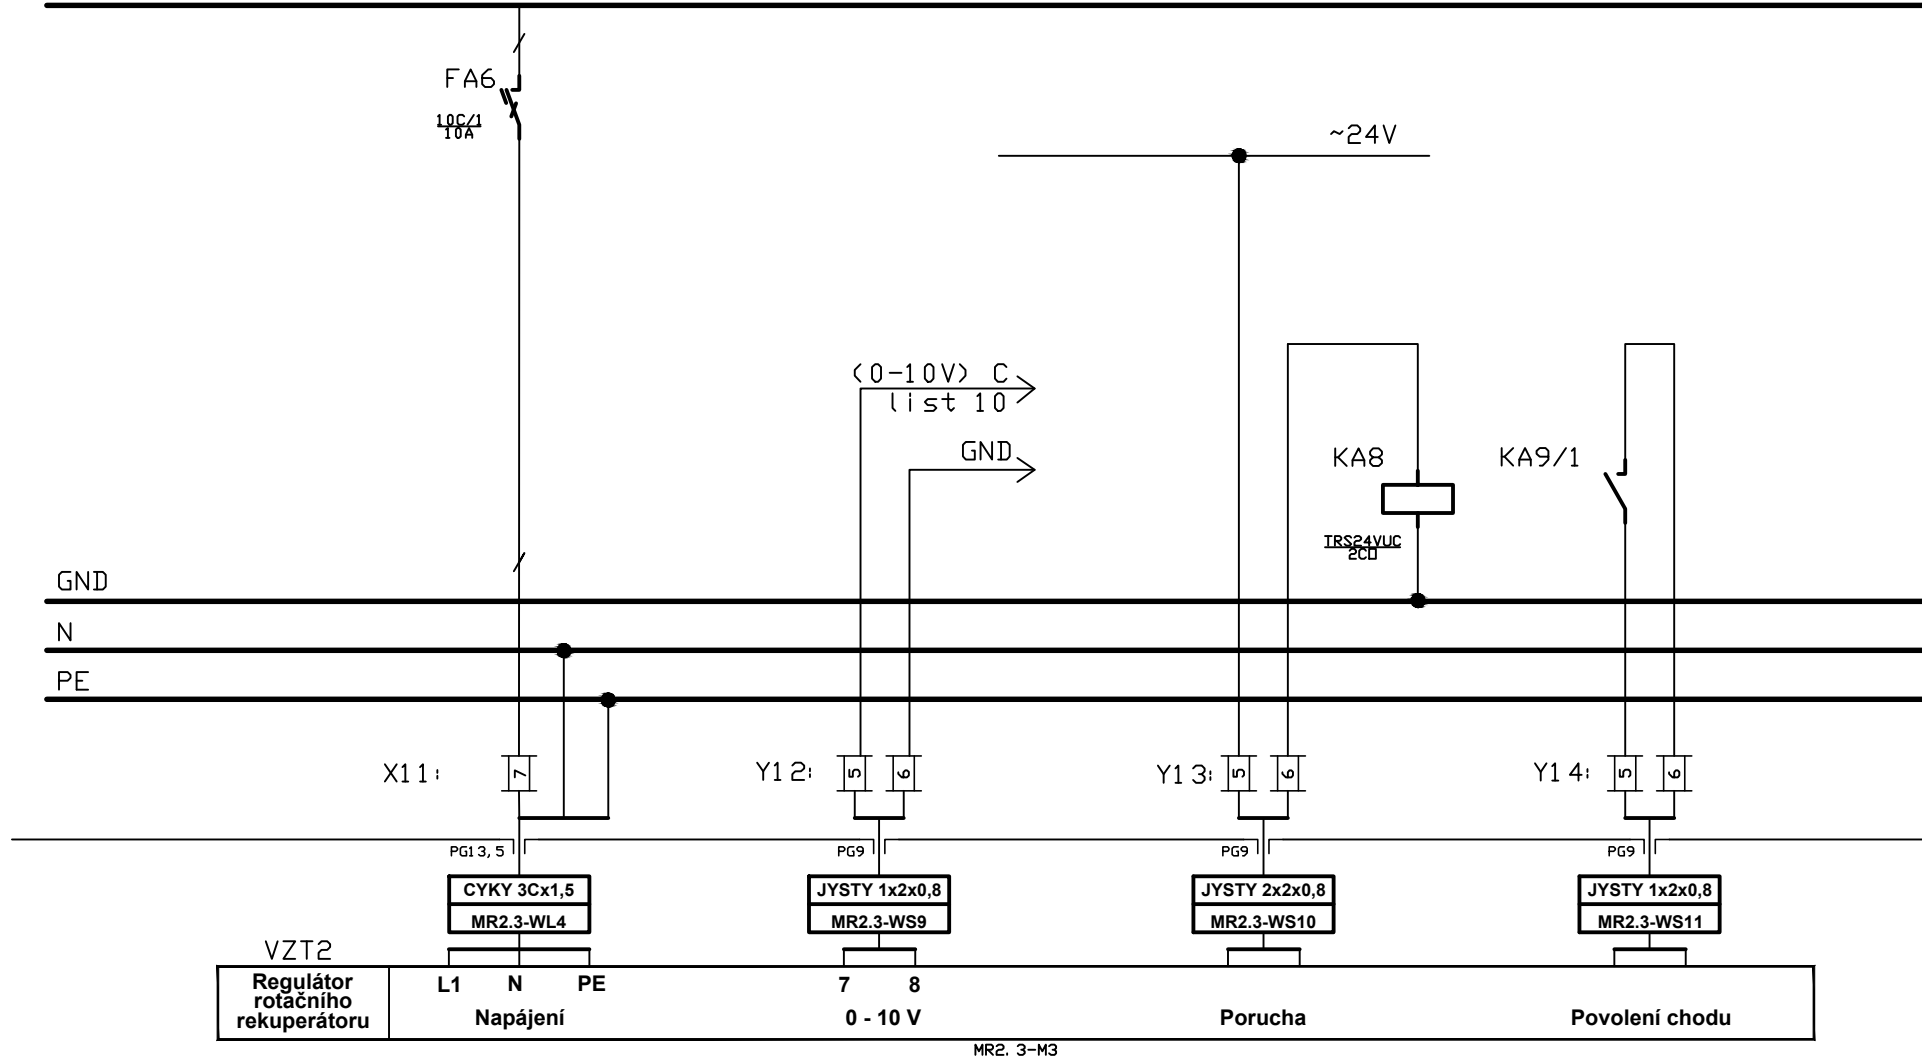 FA6
10C/1
10A
~24V
(0-10V) C
list 10
GND
KA8
KA9/1
TRS24VUC
2CO
GND
N
PE
X11:
7
Y12:
5
6
Y13:
5
6
Y14:
5
6
PG13,5
PG9
PG9
PG9
CYKY 3Cx1,5
JYSTY 1x2x0,8
JYSTY 2x2x0,8
JYSTY 1x2x0,8
MR2.3-WL4
MR2.3-WS9
MR2.3-WS10
MR2.3-WS11
VZT2
Regulátor
rotačního
rekuperátoru
L1 N PE
7 8
Napájení
0 - 10 V
Porucha
Povolení chodu
MR2.3-M3